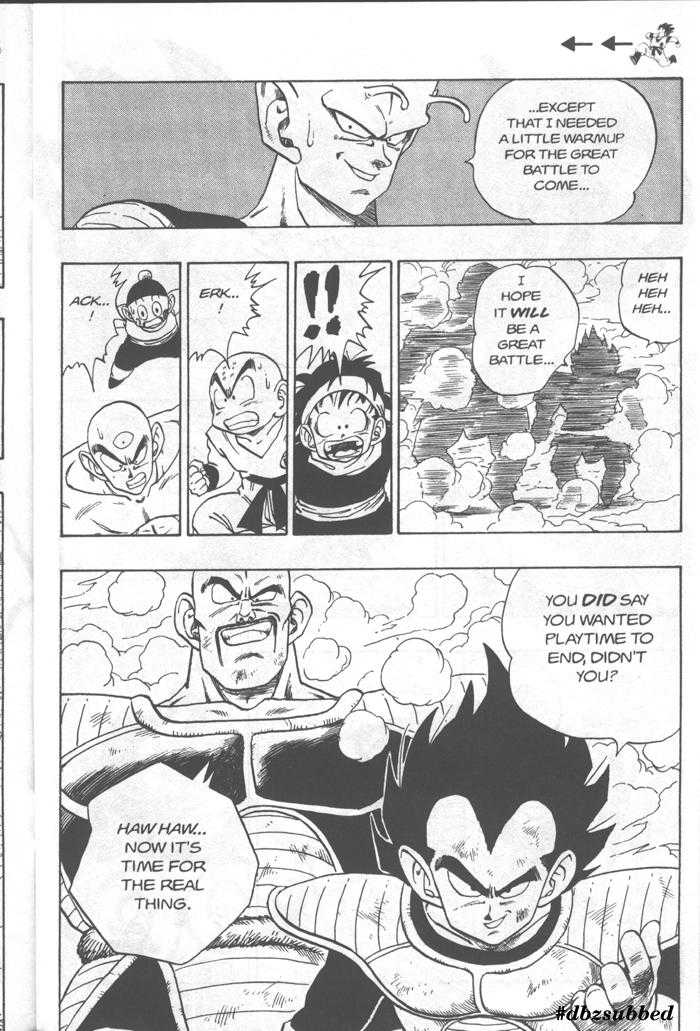 ...EXCEPT
THAT I NEEDED
A LITTLE WARMUP
FOR THE GREAT
BATTLE TO
COME...
HEH
HEH
HEH...
I
HOPE
IT WILL
BE A
GREAT
BATTLE...
!!
ERK...
!
ACK...
!
YOU DID SAY
YOU WANTED
PLAYTIME TO
END, DIDN'T
YOU?
HAW HAW...
NOW IT'S
TIME FOR
THE REAL
THING.
#dbzsubbed